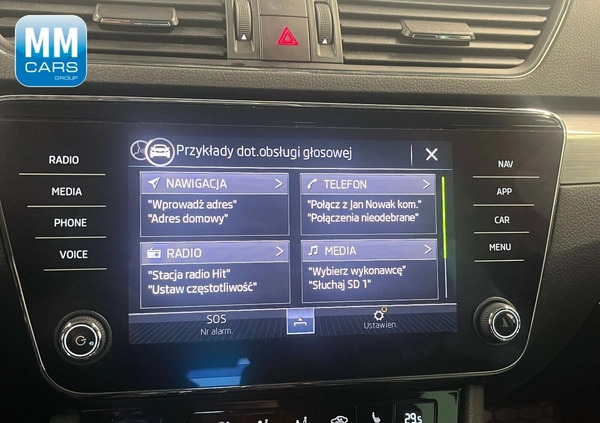 MM
CARS
GROUP
RADIO
MEDIA
PHONE
VOICE
Przykłady dot.obsługi głosowej
NAWIGACJA
"Wprowadź adres"
"Adres domowy"
TELEFON
"Połącz z Jan Nowak kom."
"Połączenia nieodebrane"
RADIO
"Stacja radio Hit"
"Ustaw częstotliwość"
MEDIA
"Wybierz wykonawcę"
"Słuchaj SD 1"
SOS
Nr alarm.
Ustawien.
NAV
APP
CAR
MENU
29.5